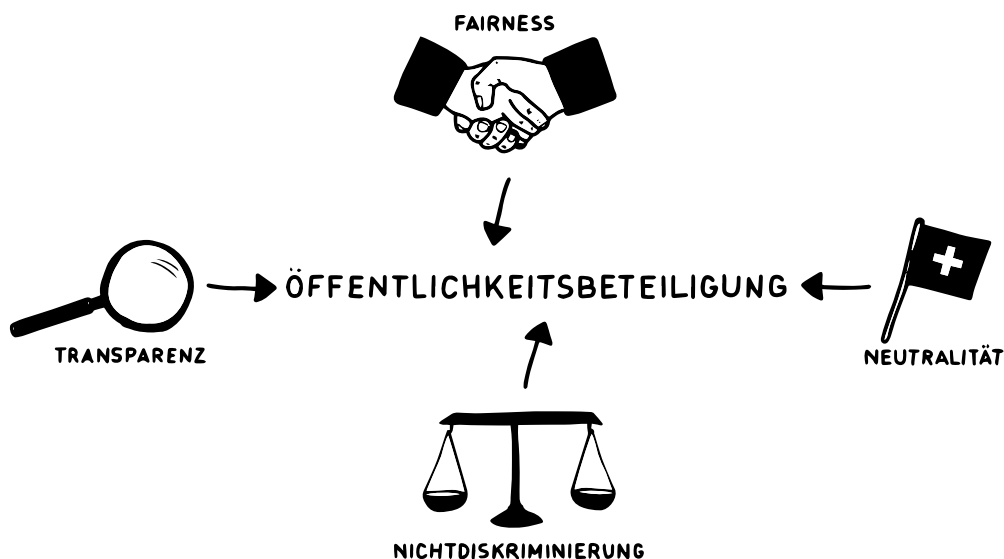 FAIRNESS
ÖFFENTLICHKEITSBETEILIGUNG
TRANSPARENZ
NEUTRALITÄT
NICHTDISKRIMINIERUNG